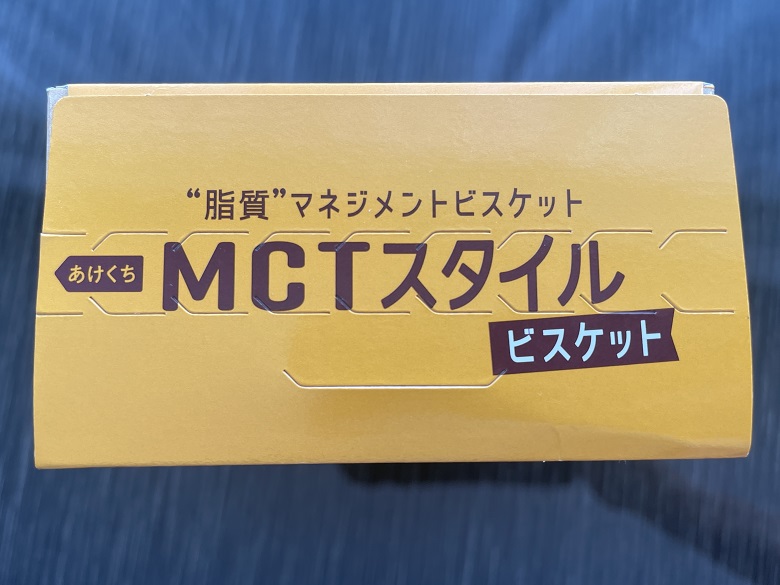 “脂質”マネジメントビスケット
あけくち
MCTスタイル
ビスケット